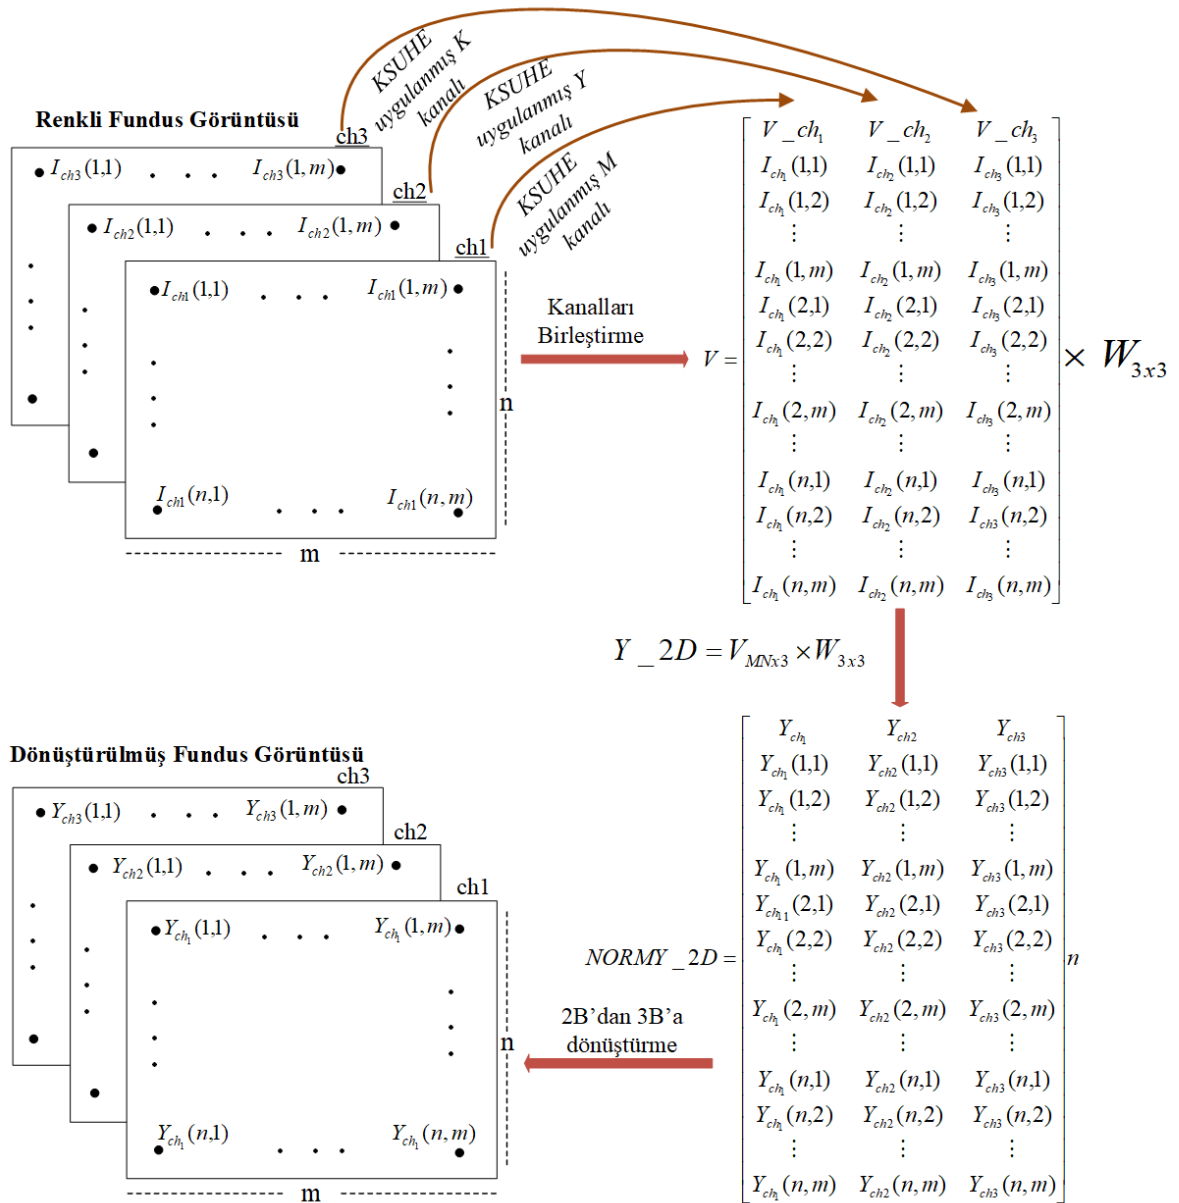 KSUHE
uygulanmış K
kanalı
KSUHE
uygulanmış Y
kanalı
KSUHE
uygulanmış M
kanalı
Renkli Fundus Görüntüsü
ch3
I_ch3(1,1) . . . I_ch3(1,m)
ch2
I_ch2(1,1) . . . I_ch2(1,m)
ch1
I_ch1(1,1) . . . I_ch1(1,m)
n
I_ch1(n,1) . . . I_ch1(n,m)
m
Kanalları
Birleştirme
V =
V_ch₁ V_ch₂ V_ch₃
I_ch₁(1,1) I_ch₂(1,1) I_ch₃(1,1)
I_ch₁(1,2) I_ch₂(1,2) I_ch₃(1,2)
⋮ ⋮ ⋮
I_ch₁(1,m) I_ch₂(1,m) I_ch₃(1,m)
I_ch₁(2,1) I_ch₂(2,1) I_ch₃(2,1)
I_ch₁(2,2) I_ch₂(2,2) I_ch₃(2,2)
⋮ ⋮ ⋮
I_ch₁(2,m) I_ch₂(2,m) I_ch₃(2,m)
⋮ ⋮ ⋮
I_ch₁(n,1) I_ch₂(n,1) I_ch₃(n,1)
I_ch₁(n,2) I_ch₂(n,2) I_ch3(n,2)
⋮ ⋮ ⋮
I_ch₁(n,m) I_ch₂(n,m) I_ch₃(n,m)
× W_3x3
Y_2D = V_MNx3 × W_3x3
NORMY_2D =
Y_ch₁ Y_ch2 Y_ch3
Y_ch₁(1,1) Y_ch2(1,1) Y_ch3(1,1)
Y_ch₁(1,2) Y_ch2(1,2) Y_ch3(1,2)
⋮ ⋮ ⋮
Y_ch₁(1,m) Y_ch2(1,m) Y_ch3(1,m)
Y_ch₁1(2,1) Y_ch2(2,1) Y_ch3(2,1)
Y_ch₁(2,2) Y_ch2(2,2) Y_ch3(2,2)
⋮ ⋮ ⋮
Y_ch₁(2,m) Y_ch2(2,m) Y_ch3(2,m)
⋮ ⋮ ⋮
Y_ch₁(n,1) Y_ch2(n,1) Y_ch3(n,1)
Y_ch₁(n,2) Y_ch2(n,2) Y_ch3(n,2)
⋮ ⋮ ⋮
Y_ch₁(n,m) Y_ch2(n,m) Y_ch3(n,m)
n
2B’dan 3B’a
dönüştürme
Dönüştürülmüş Fundus Görüntüsü
ch3
Y_ch3(1,1) . . . Y_ch3(1,m)
ch2
Y_ch2(1,1) . . . Y_ch2(1,m)
ch1
Y_ch₁(1,1) . . . Y_ch₁(1,m)
n
Y_ch₁(n,1) . . . Y_ch₁(n,m)
m